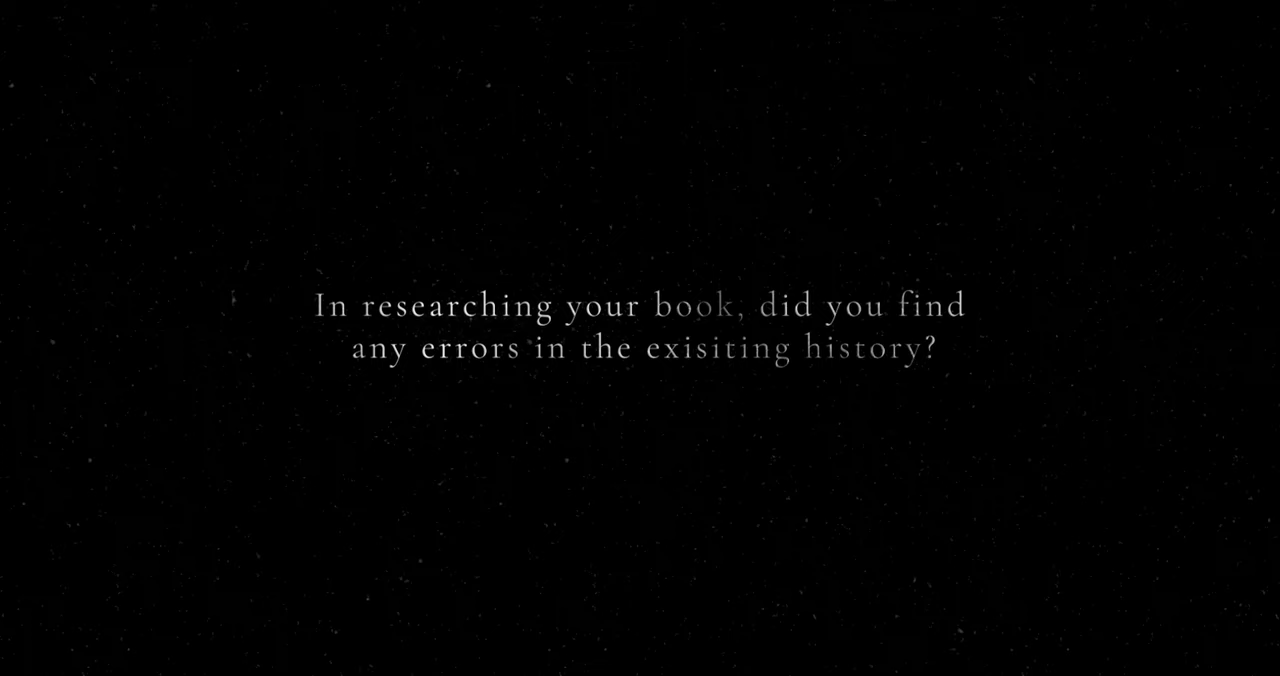 In researching your book, did you find
any errors in the exisiting history?